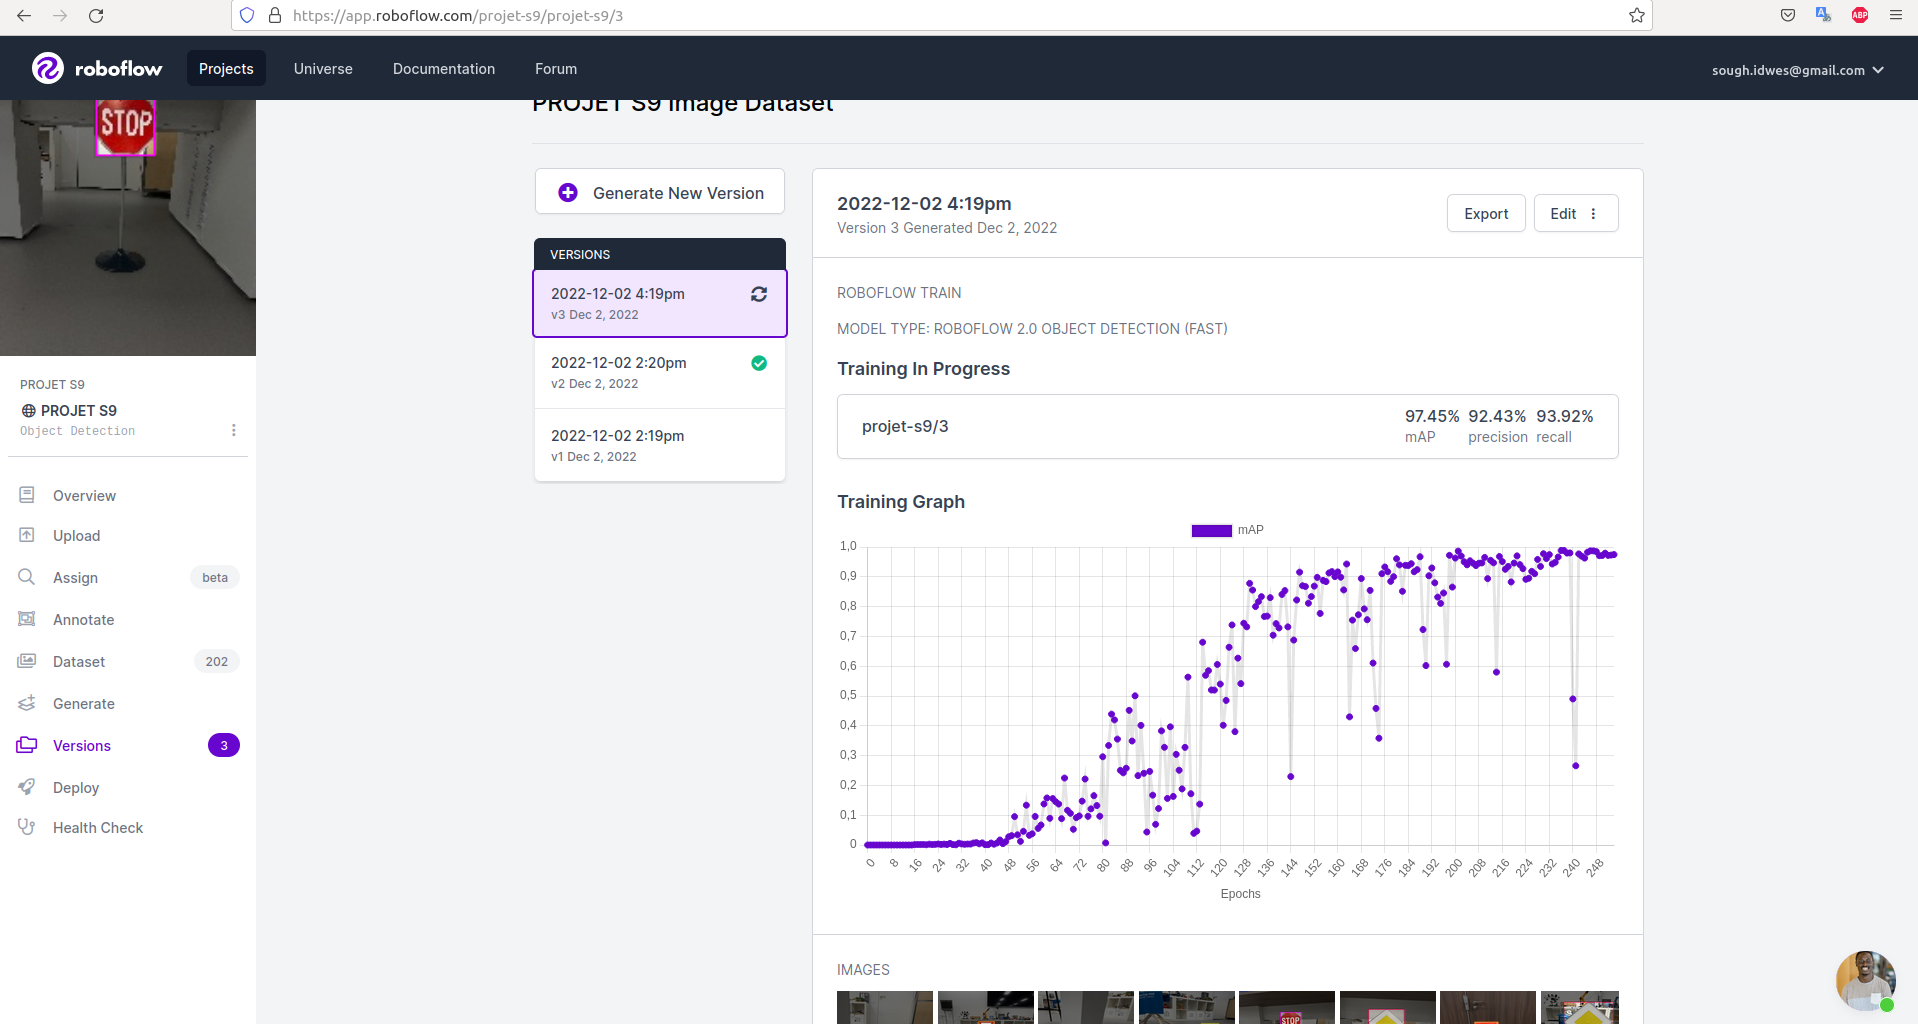 https://app.roboflow.com/projet-s9/projet-s9/3
ABP
roboflow
Projects
Universe
Documentation
Forum
sough.idwes@gmail.com
STOP
PROJET S9
PROJET S9
Object Detection
Overview
Upload
Assign
beta
Annotate
Dataset
202
Generate
Versions
3
Deploy
Health Check
PROJET S9 Image Dataset
Generate New Version
VERSIONS
2022-12-02 4:19pm
v3 Dec 2, 2022
2022-12-02 2:20pm
v2 Dec 2, 2022
2022-12-02 2:19pm
v1 Dec 2, 2022
2022-12-02 4:19pm
Version 3 Generated Dec 2, 2022
Export
Edit
ROBOFLOW TRAIN
MODEL TYPE: ROBOFLOW 2.0 OBJECT DETECTION (FAST)
Training In Progress
projet-s9/3
97.45% 92.43% 93.92%
mAP precision recall
Training Graph
mAP
1,0
0,9
0,8
0,7
0,6
0,5
0,4
0,3
0,2
0,1
0
0 8 16 24 32 40 48 56 64 72 80 88 96 104 112 120 128 136 144 152 160 168 176 184 192 200 208 216 224 232 240 248
Epochs
IMAGES
STOP